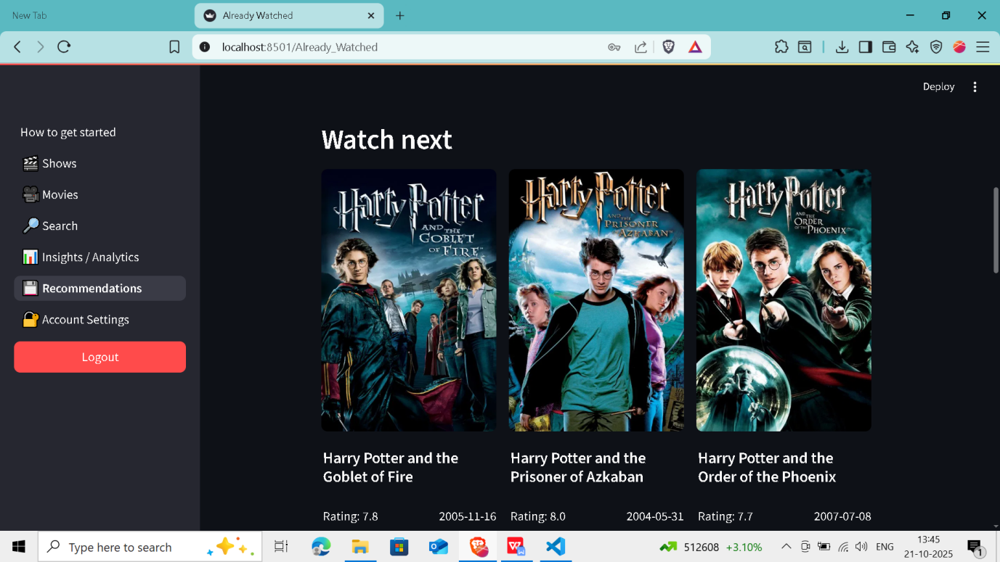 New Tab
Already Watched
localhost:8501/Already_Watched
Deploy
How to get started
Shows
Movies
Search
Insights / Analytics
Recommendations
Account Settings
Logout
Watch next
Harry Potter
AND THE
GOBLET
OF FIRE
Harry Potter
AND THE
PRISONER
OF AZKABAN
Harry Potter
AND THE
ORDER
OF THE PHOENIX
Harry Potter and the
Goblet of Fire
Harry Potter and the
Prisoner of Azkaban
Harry Potter and the
Order of the Phoenix
Rating: 7.8 2005-11-16
Rating: 8.0 2004-05-31
Rating: 7.7 2007-07-08
Type here to search
512608 +3.10%
ENG
13:45
21-10-2025
1